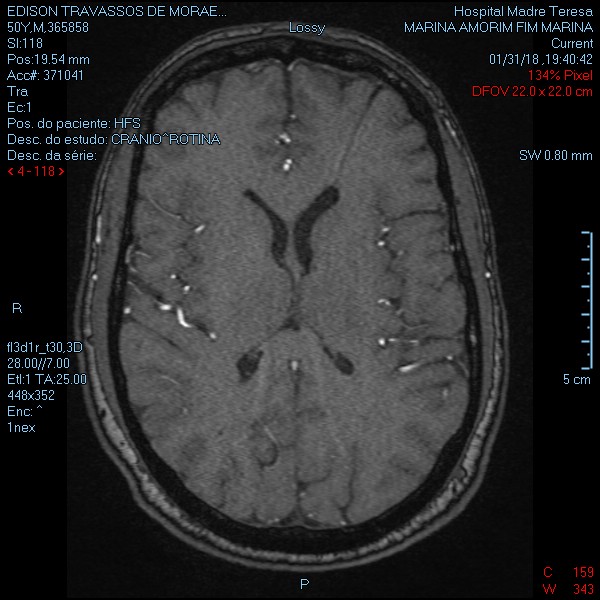 EDISON TRAVASSOS DE MORAE...
50Y,M,365858
Sl:118
Pos:19.54 mm
Acc#: 371041
Tra
Ec:1
Pos. do paciente: HFS
Desc. do estudo: CRANIO^ROTINA
Desc. da série:
< 4 - 118 >
Lossy
Hospital Madre Teresa
MARINA AMORIM FIM MARINA
Current
01/31/18 ,19:40:42
134% Pixel
DFOV 22.0 x 22.0 cm
SW 0.80 mm
R
5 cm
fl3d1r_t30,3D
28.00//7.00
Etl:1 TA:25.00
448x352
Enc: ^
1nex
P
C 159
W 343